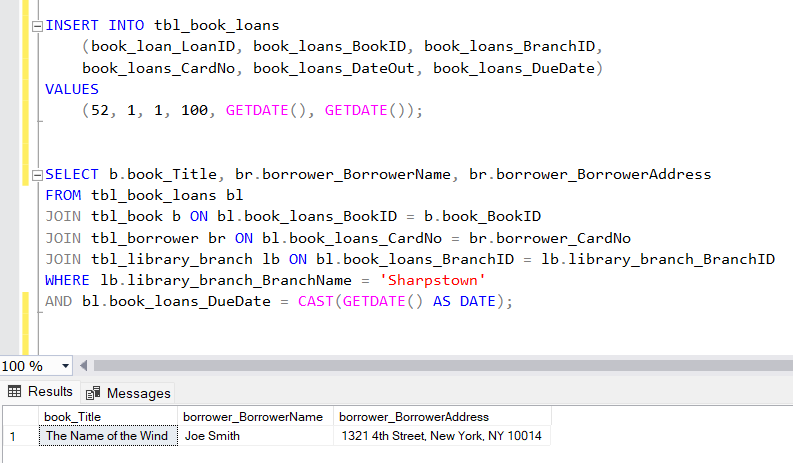 INSERT INTO tbl_book_loans
(book_loan_LoanID, book_loans_BookID, book_loans_BranchID,
book_loans_CardNo, book_loans_DateOut, book_loans_DueDate)
VALUES
(52, 1, 1, 100, GETDATE(), GETDATE());
SELECT b.book_Title, br.borrower_BorrowerName, br.borrower_BorrowerAddress
FROM tbl_book_loans bl
JOIN tbl_book b ON bl.book_loans_BookID = b.book_BookID
JOIN tbl_borrower br ON bl.book_loans_CardNo = br.borrower_CardNo
JOIN tbl_library_branch lb ON bl.book_loans_BranchID = lb.library_branch_BranchID
WHERE lb.library_branch_BranchName = 'Sharpstown'
AND bl.book_loans_DueDate = CAST(GETDATE() AS DATE);
100 %
Results Messages
book_Title borrower_BorrowerName borrower_BorrowerAddress
1 The Name of the Wind Joe Smith 1321 4th Street, New York, NY 10014